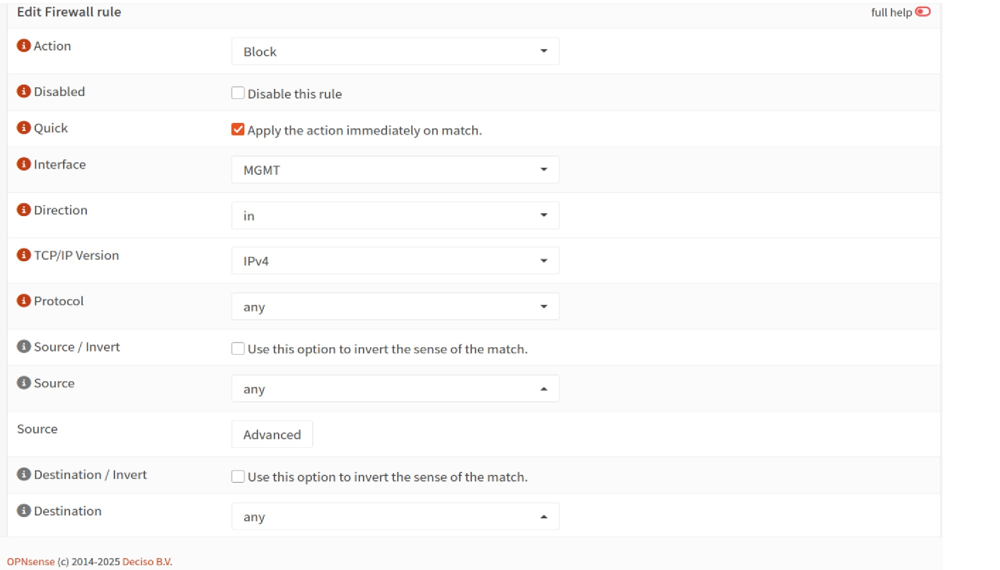 Edit Firewall rule
full help
Action
Block
Disabled
Disable this rule
Quick
Apply the action immediately on match.
Interface
MGMT
Direction
in
TCP/IP Version
IPv4
Protocol
any
Source / Invert
Use this option to invert the sense of the match.
Source
any
Source
Advanced
Destination / Invert
Use this option to invert the sense of the match.
Destination
any
OPNsense (c) 2014-2025 Deciso B.V.